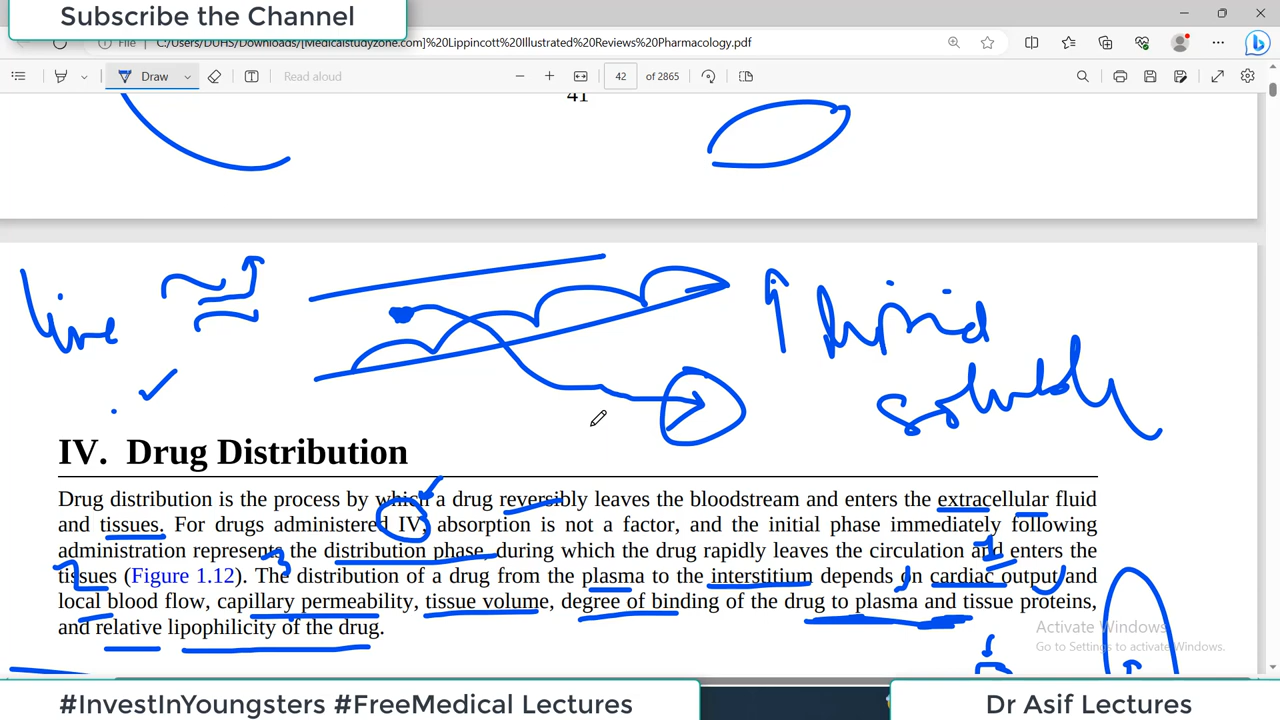 Subscribe the Channel
File
C:/Users/DUHS/Downloads/[Medicalstudyzone.com]%20Lippincott%20Illustrated%20Reviews%20Pharmacology.pdf
Draw
Read aloud
42 of 2865
41
Live
↑ lipid
IV. Drug Distribution
Drug distribution is the process by which a drug reversibly leaves the bloodstream and enters the extracellular fluid
and tissues. For drugs administered IV, absorption is not a factor, and the initial phase immediately following
administration represents the distribution phase, during which the drug rapidly leaves the circulation and enters the
tissues (Figure 1.12). The distribution of a drug from the plasma to the interstitium depends on cardiac output and
local blood flow, capillary permeability, tissue volume, degree of binding of the drug to plasma and tissue proteins,
and relative lipophilicity of the drug.
1
2
3
Activate Windows
Go to Settings to activate Windows.
#InvestInYoungsters #FreeMedical Lectures
Dr Asif Lectures